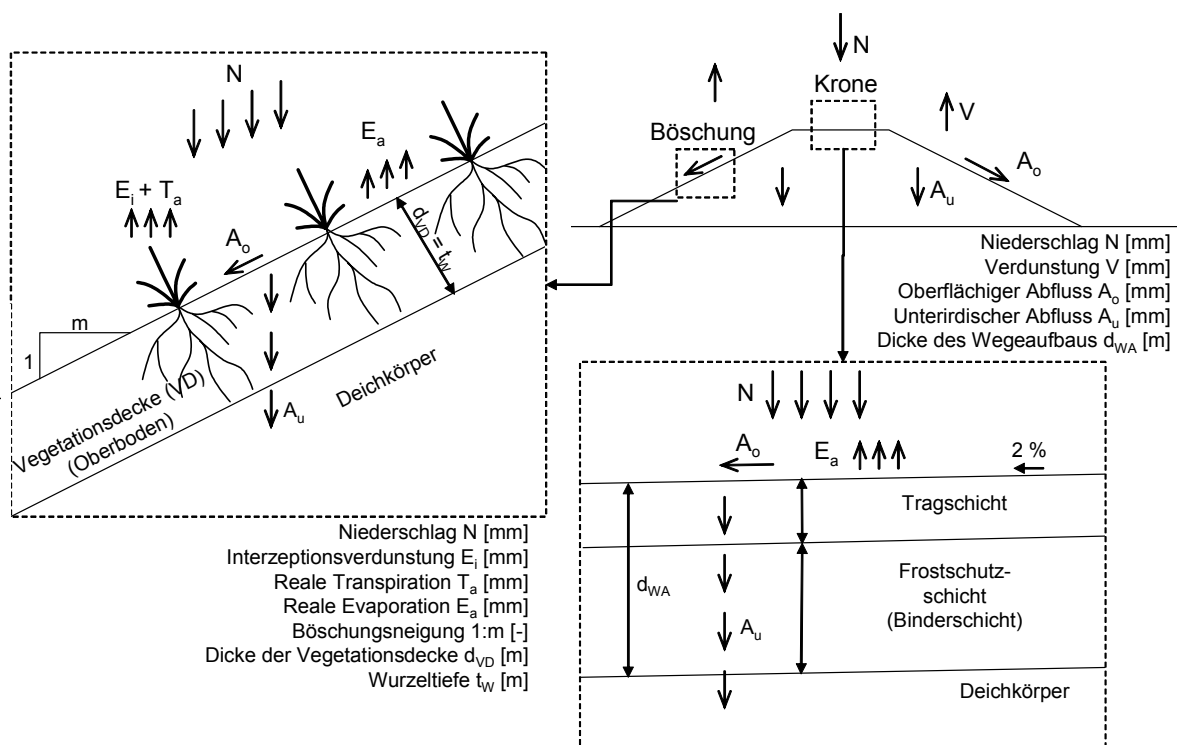 N
E_a
E_i + T_a
A_o
d_VD = t_W
m
1
Vegetationsdecke (VD)
(Oberboden)
A_u
Deichkörper
Niederschlag N [mm]
Interzeptionsverdunstung E_i [mm]
Reale Transpiration T_a [mm]
Reale Evaporation E_a [mm]
Böschungsneigung 1:m [-]
Dicke der Vegetationsdecke d_VD [m]
Wurzeltiefe t_W [m]
N
Krone
V
Böschung
A_o
A_u
Niederschlag N [mm]
Verdunstung V [mm]
Oberflächiger Abfluss A_o [mm]
Unterirdischer Abfluss A_u [mm]
Dicke des Wegeaufbaus d_WA [m]
N
A_o
E_a
2 %
Tragschicht
d_WA
Frostschutz-
schicht
(Binderschicht)
A_u
Deichkörper